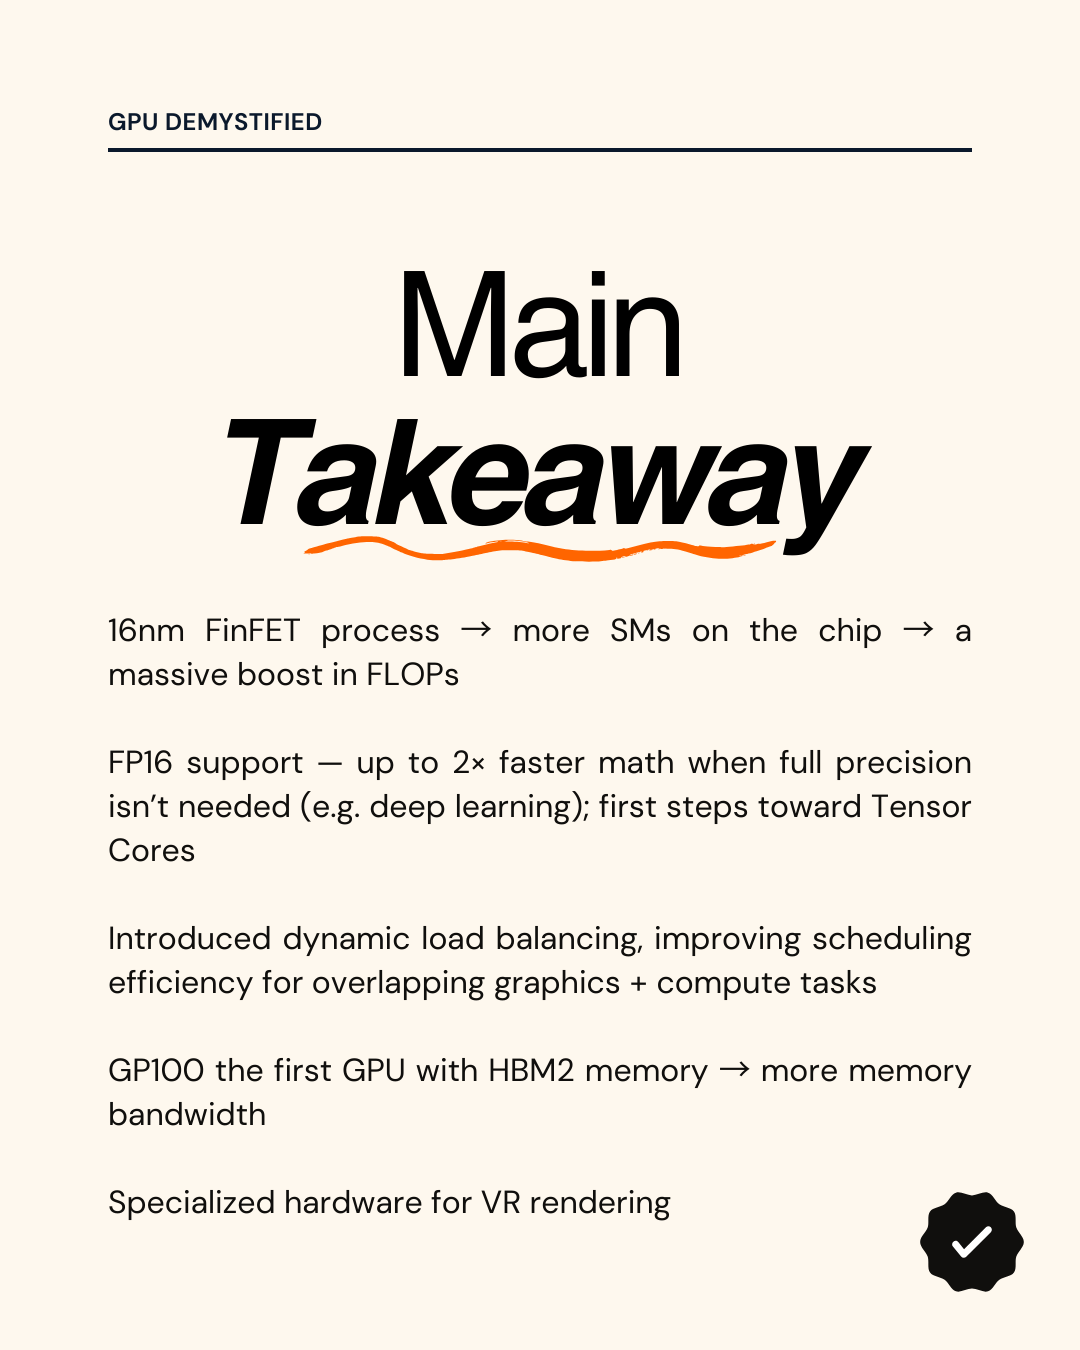 GPU DEMYSTIFIED
Main
Takeaway
16nm FinFET process → more SMs on the chip → a
massive boost in FLOPs
FP16 support — up to 2× faster math when full precision
isn’t needed (e.g. deep learning); first steps toward Tensor
Cores
Introduced dynamic load balancing, improving scheduling
efficiency for overlapping graphics + compute tasks
GP100 the first GPU with HBM2 memory → more memory
bandwidth
Specialized hardware for VR rendering